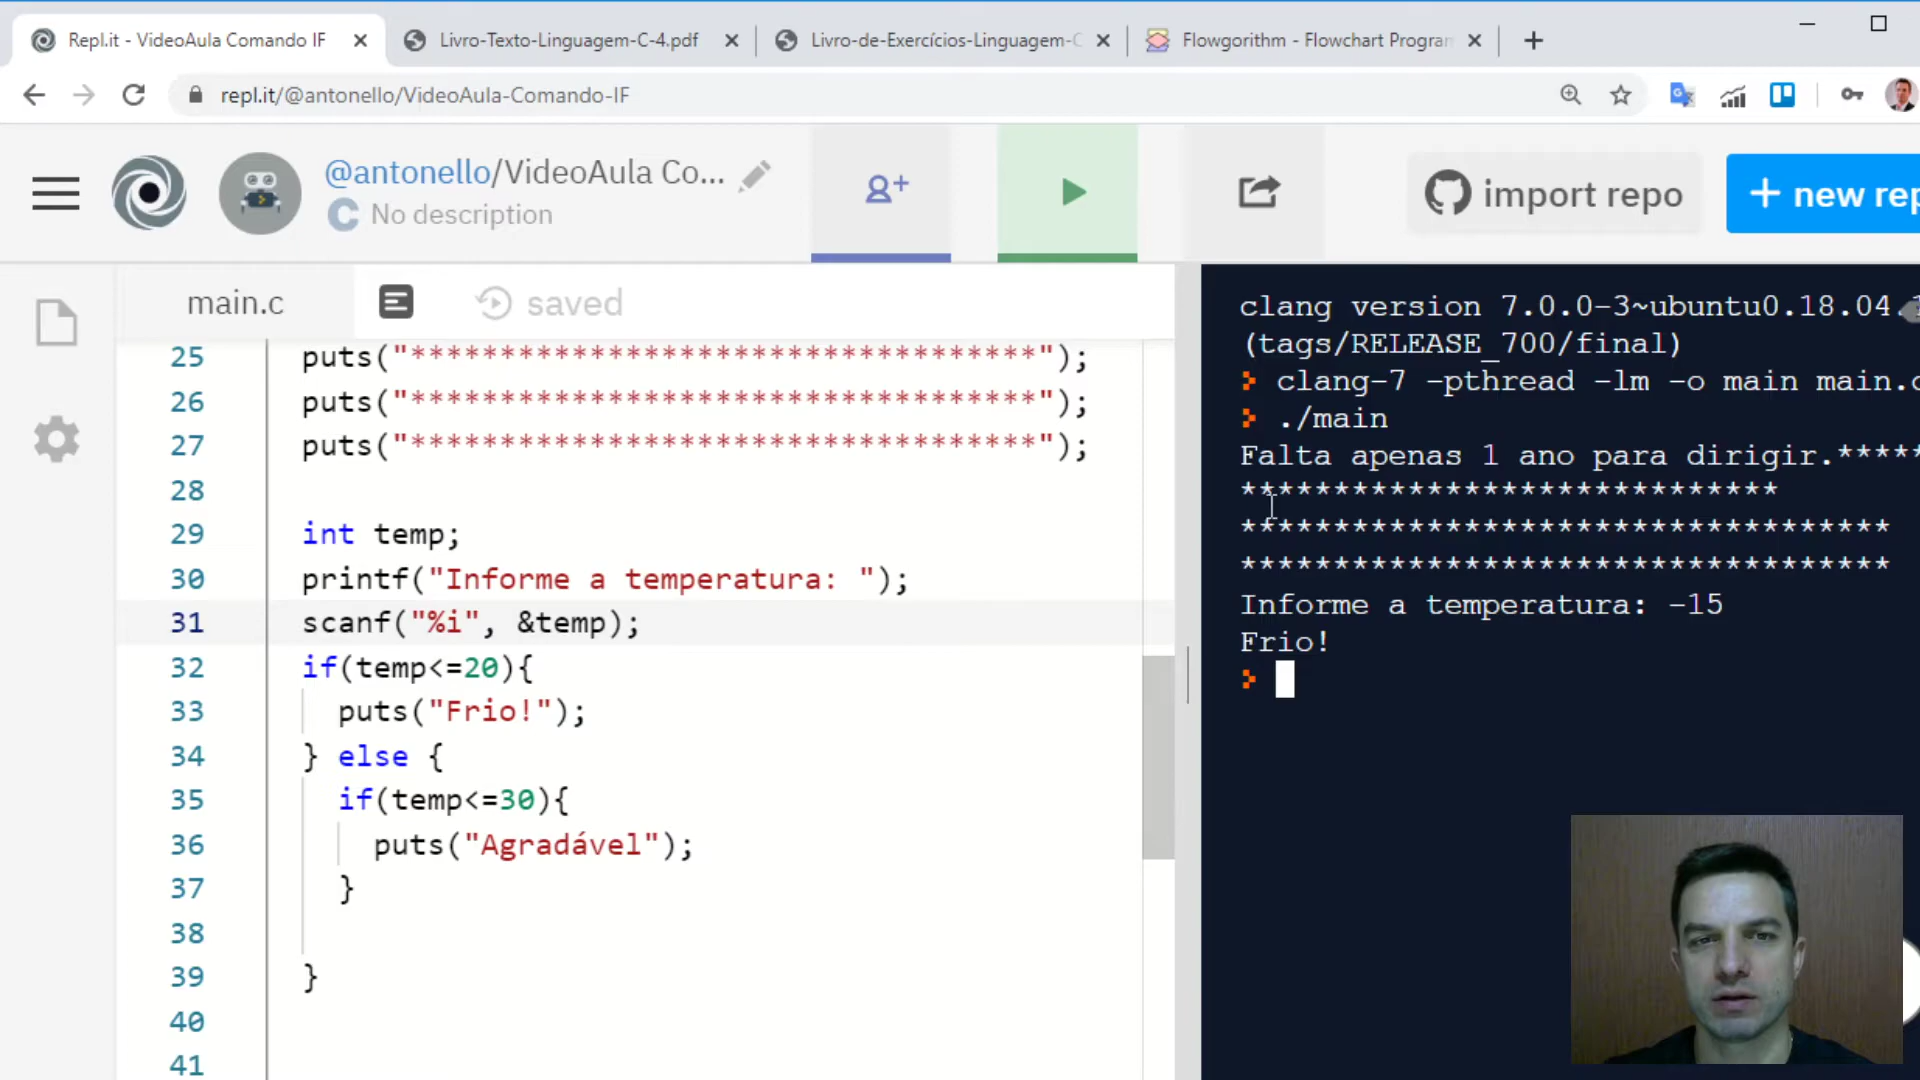 Repl.it - VideoAula Comando IF
Livro-Texto-Linguagem-C-4.pdf
Livro-de-Exercícios-Linguagem-C
Flowgorithm - Flowchart Program
repl.it/@antonello/VideoAula-Comando-IF
@antonello/VideoAula Co...
No description
import repo
+ new rep
main.c
saved
25 puts("***********************************");
26 puts("***********************************");
27 puts("***********************************");
28
29 int temp;
30 printf("Informe a temperatura: ");
31 scanf("%i", &temp);
32 if(temp<=20){
33 puts("Frio!");
34 } else {
35 if(temp<=30){
36 puts("Agradável");
37 }
38
39 }
40
41
clang version 7.0.0-3~ubuntu0.18.04.1
(tags/RELEASE_700/final)
clang-7 -pthread -lm -o main main.c
./main
Falta apenas 1 ano para dirigir.*****
*****************************
***********************************
***********************************
Informe a temperatura: -15
Frio!